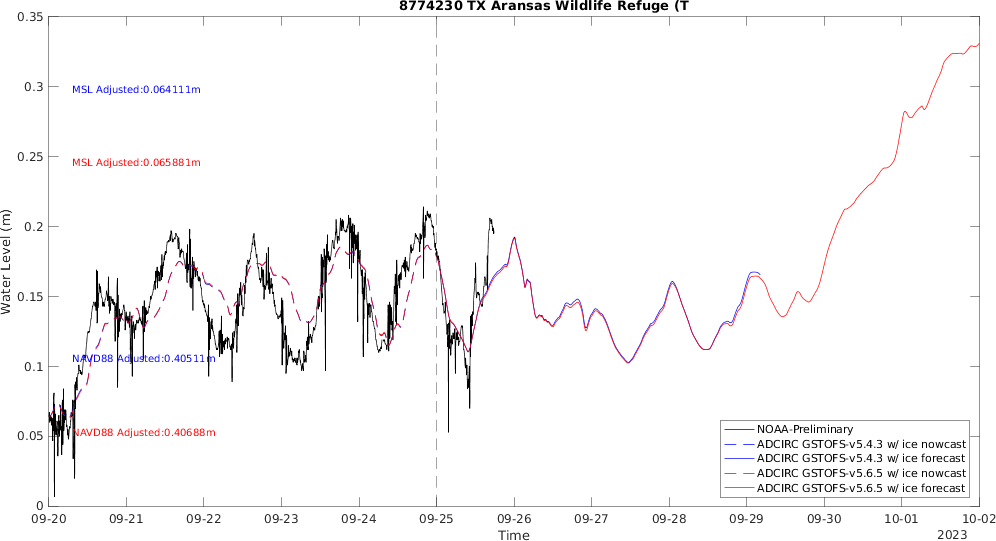 8774230 TX Aransas Wildlife Refuge (T
0.35
0.3
0.25
0.2
0.15
0.1
0.05
0
Water Level (m)
MSL Adjusted:0.064111m
MSL Adjusted:0.065881m
NAVD88 Adjusted:0.40511m
NAVD88 Adjusted:0.40688m
NOAA-Preliminary
ADCIRC GSTOFS-v5.4.3 w/ ice nowcast
ADCIRC GSTOFS-v5.4.3 w/ ice forecast
ADCIRC GSTOFS-v5.6.5 w/ ice nowcast
ADCIRC GSTOFS-v5.6.5 w/ ice forecast
09-20 09-21 09-22 09-23 09-24 09-25 09-26 09-27 09-28 09-29 09-30 10-01 10-02
Time
2023